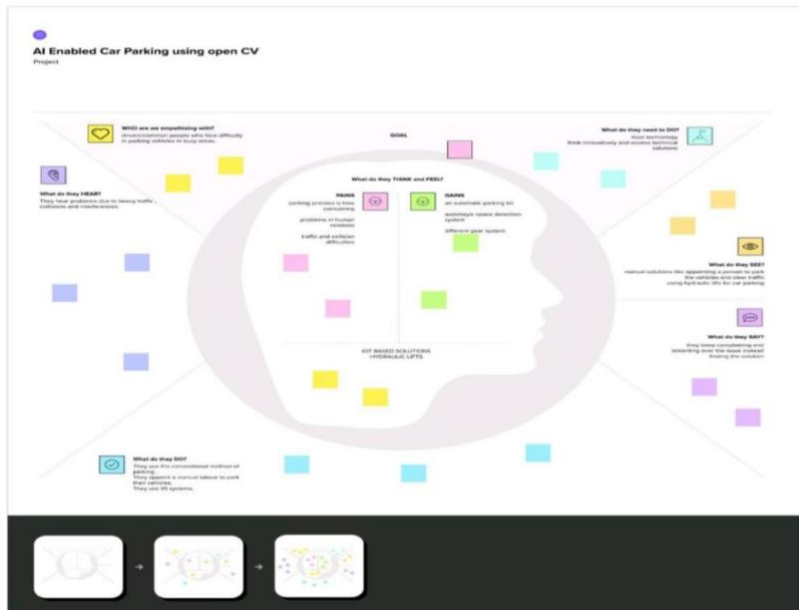 AI Enabled Car Parking using open CV
Project
WHO are we empathizing with?
drivers/common people who face difficulty
in parking vehicles in busy areas.
GOAL
What do they need to DO?
trust technology
think innovatively and access technical
solutions
What do they HEAR?
They hear problems due to heavy traffic ,
collisions and interferences.
What do they THINK and FEEL?
PAINS
parking process is time
consuming
problems in human
mistakes
traffic and collision
difficulties
GAINS
an automatic parking lot
automayic space detection
system
different gear system
What do they SEE?
manual solutions like appointing a person to park
the vehicles and clear traffic
using hydraulic lifts for car parking
What do they SAY?
they keep complaining and
lamenting over the issue instead
finding the solution
IOT BASED SOLUTIONS
HYDRAULIC LIFTS
What do they DO?
They use the conventional method of
parking .
They appoint a manual labour to park
their vehicles.
They use lift systems.